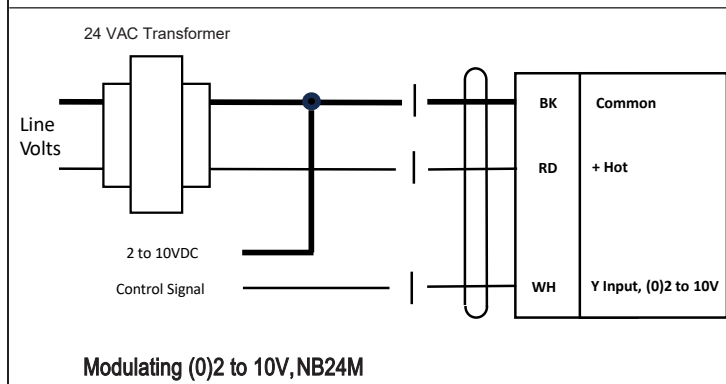 24 VAC Transformer
Line
Volts
BK Common
RD + Hot
2 to 10VDC
Control Signal
WH Y Input, (0)2 to 10V
Modulating (0)2 to 10V, NB24M